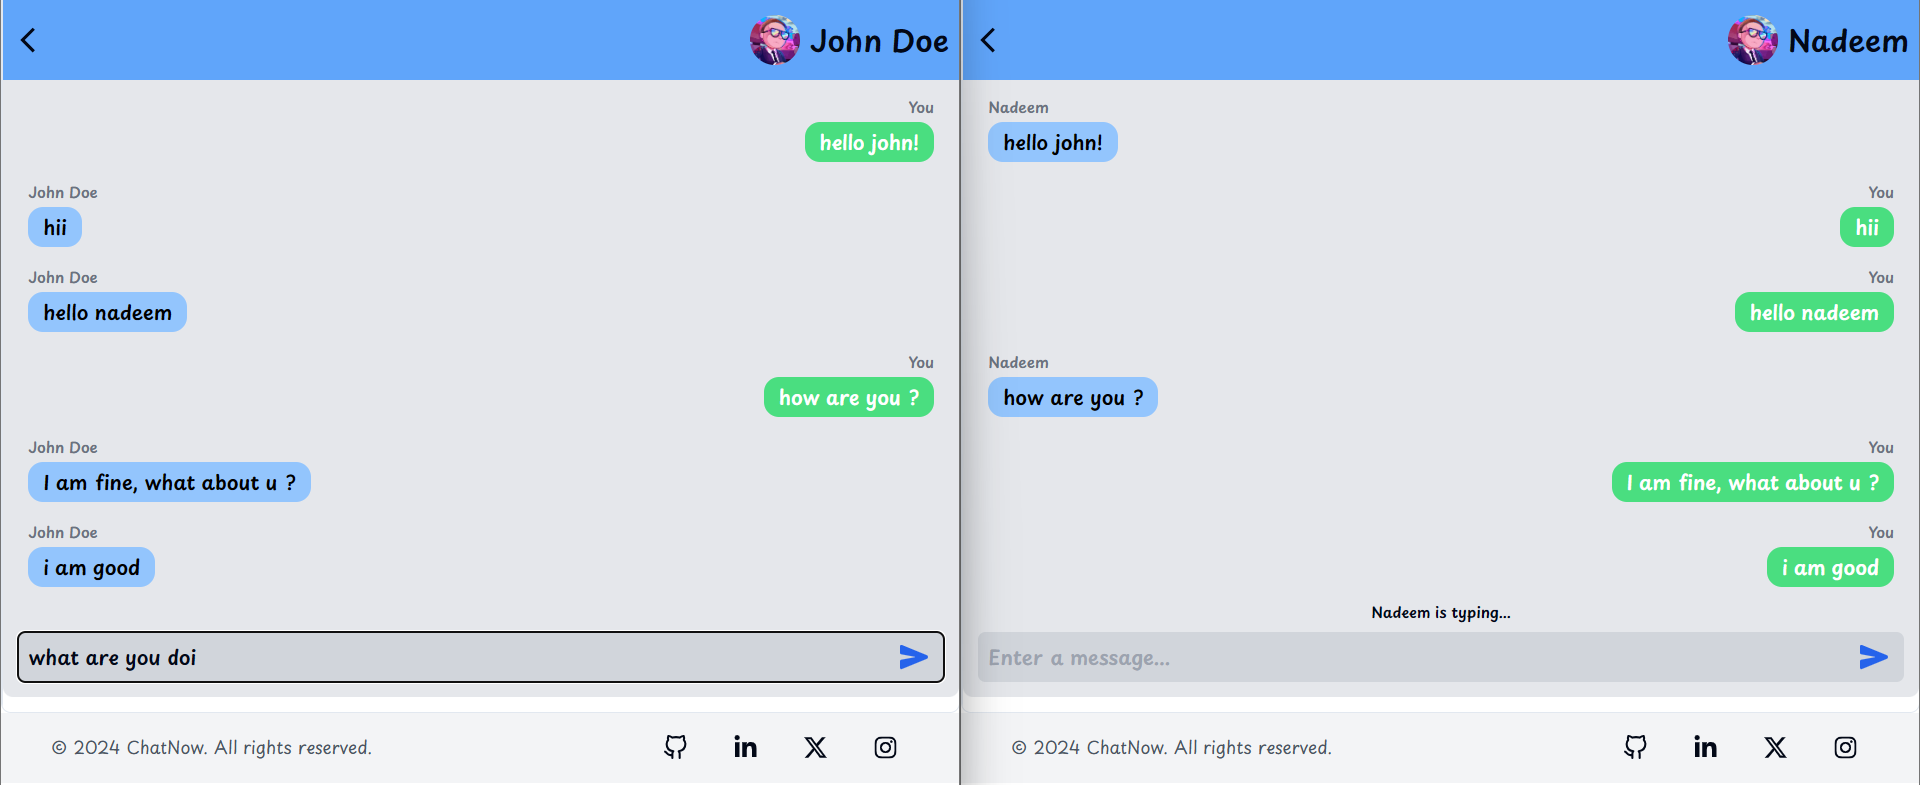 John Doe
You
hello john!
John Doe
hii
John Doe
hello nadeem
You
how are you ?
John Doe
I am fine, what about u ?
John Doe
i am good
what are you doi
© 2024 ChatNow. All rights reserved.
in
X
Nadeem
Nadeem
hello john!
You
hii
You
hello nadeem
Nadeem
how are you ?
You
I am fine, what about u ?
You
i am good
Nadeem is typing...
Enter a message...
© 2024 ChatNow. All rights reserved.
in
X